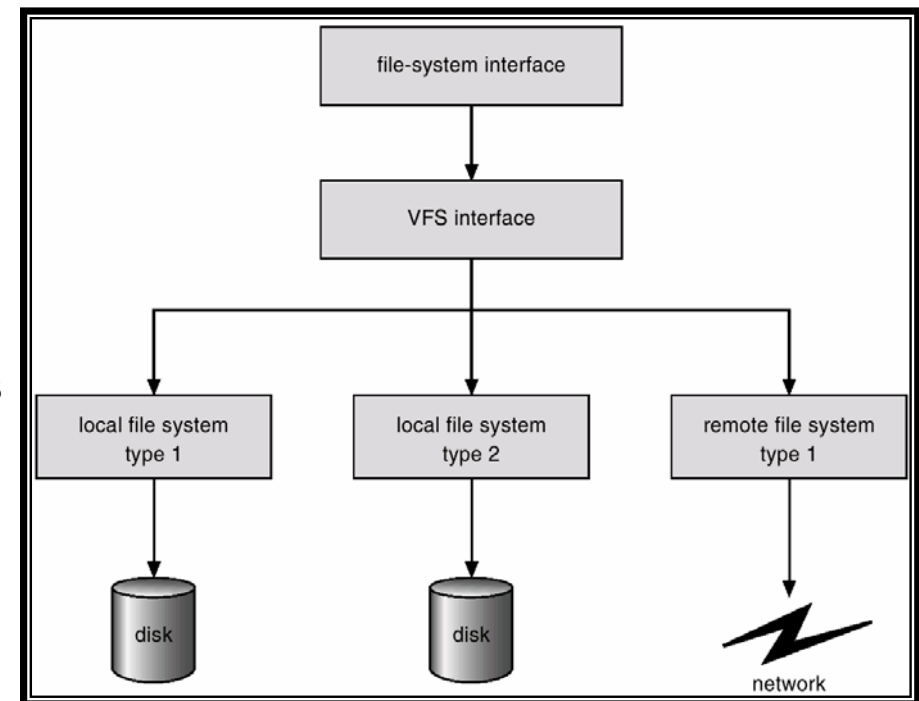 file-system interface
VFS interface
local file system
type 1
local file system
type 2
remote file system
type 1
disk
disk
network